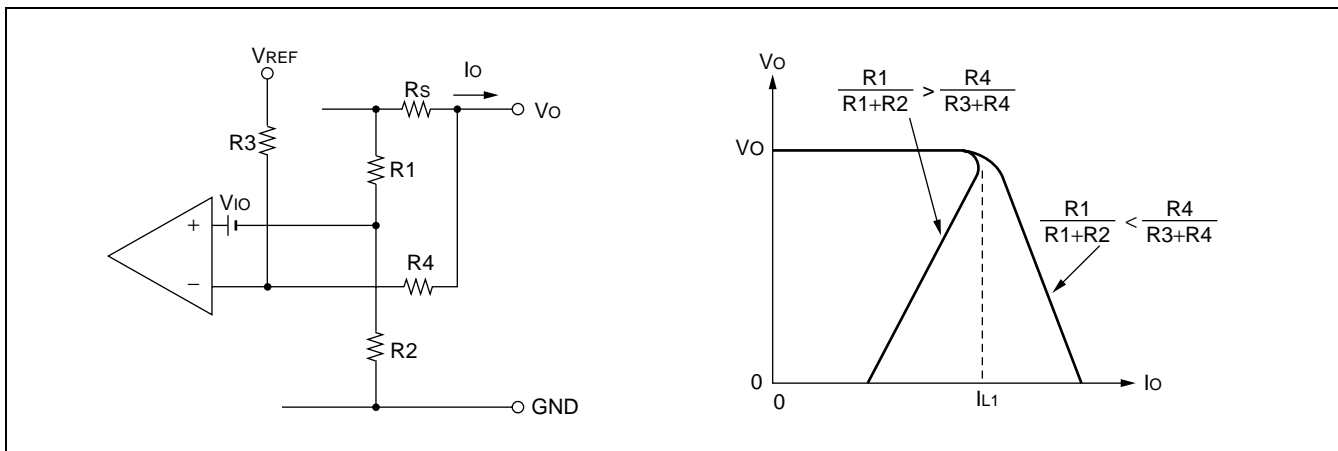 VREF
IO
RS
VO
R3
R1
VIO
+
−
R4
R2
GND
VO
R1
R1+R2
>
R4
R3+R4
VO
R1
R1+R2
<
R4
R3+R4
0
0
IL1
IO